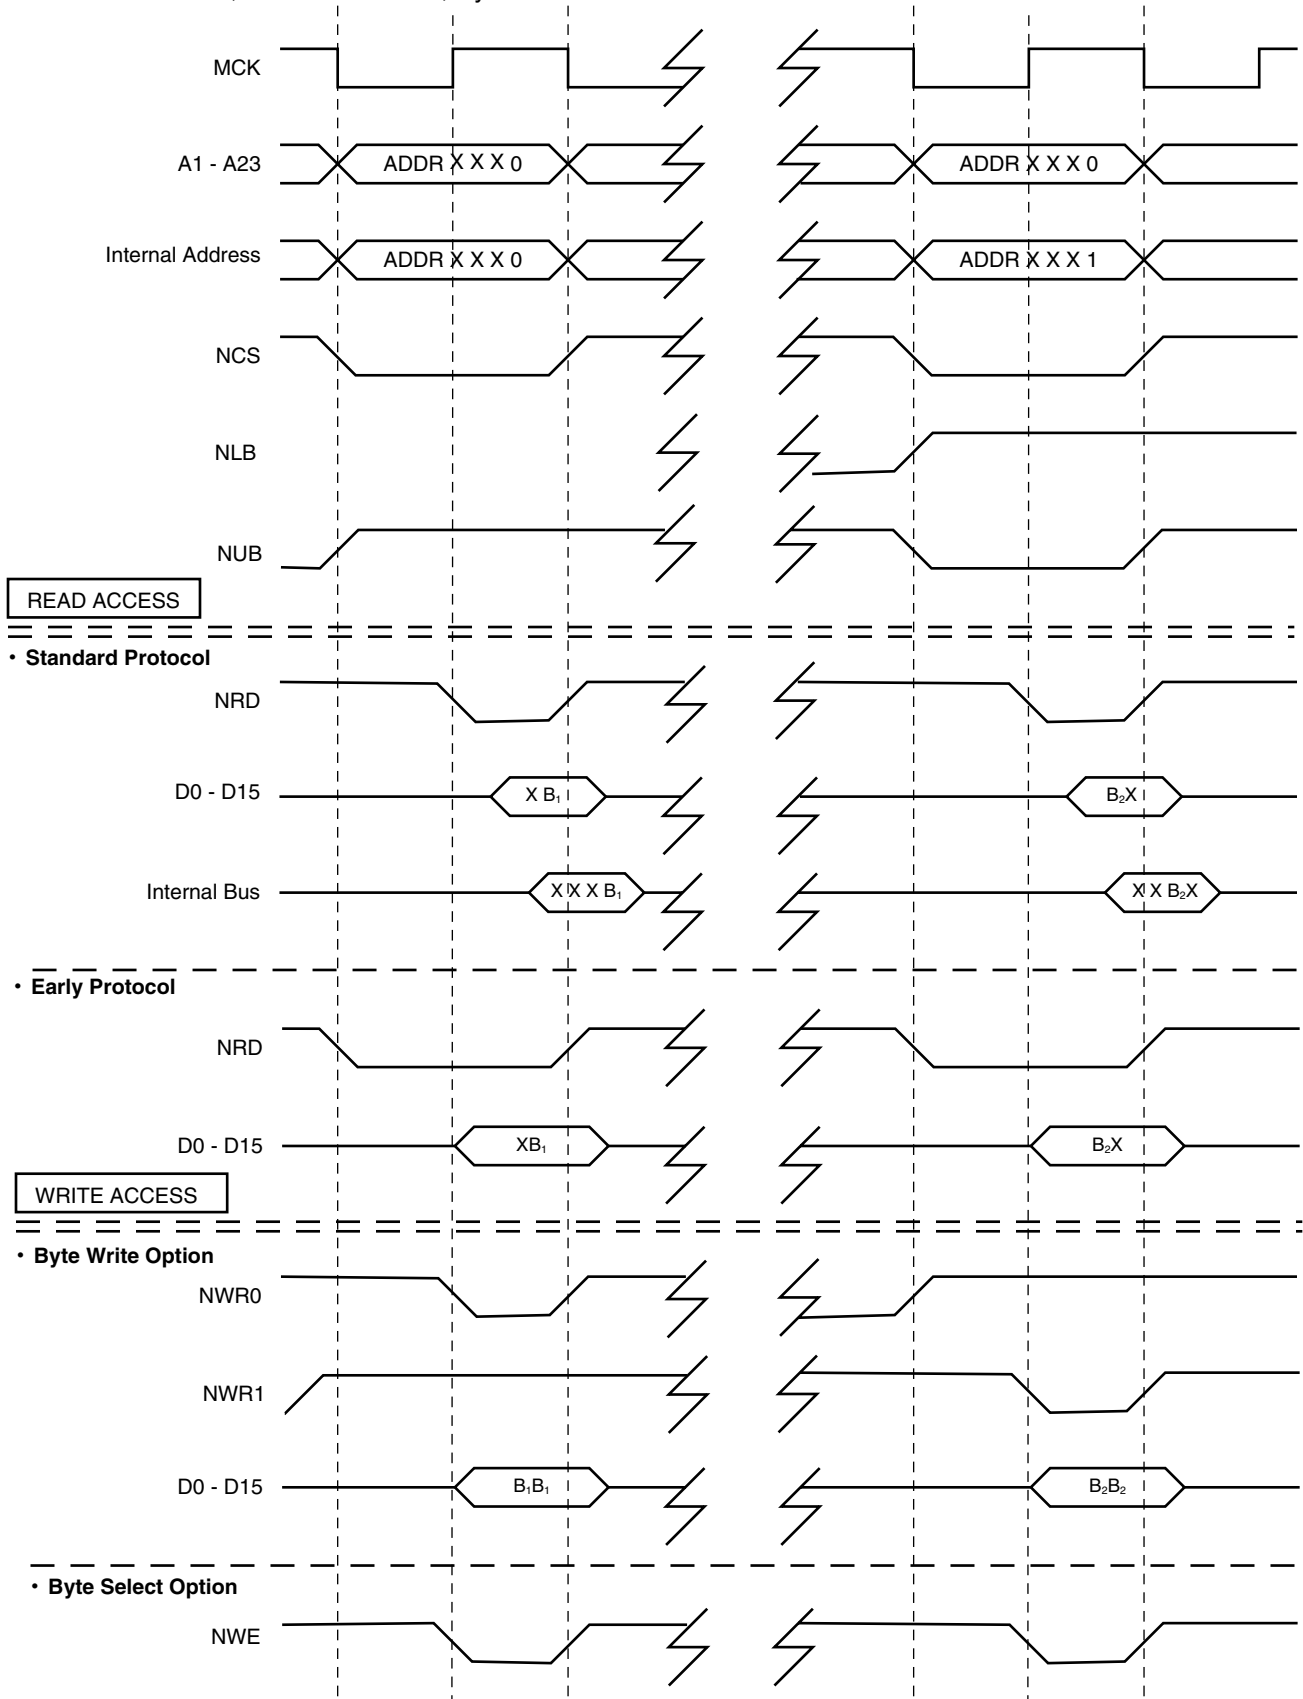 MCK
A1 - A23 ADDR X X X 0 ADDR X X X 0
Internal Address ADDR X X X 0 ADDR X X X 1
NCS
NLB
NUB
READ ACCESS
• Standard Protocol
NRD
D0 - D15 X B₁ B₂X
Internal Bus X X X B₁ X X B₂X
• Early Protocol
NRD
D0 - D15 XB₁ B₂X
WRITE ACCESS
• Byte Write Option
NWR0
NWR1
D0 - D15 B₁B₁ B₂B₂
• Byte Select Option
NWE